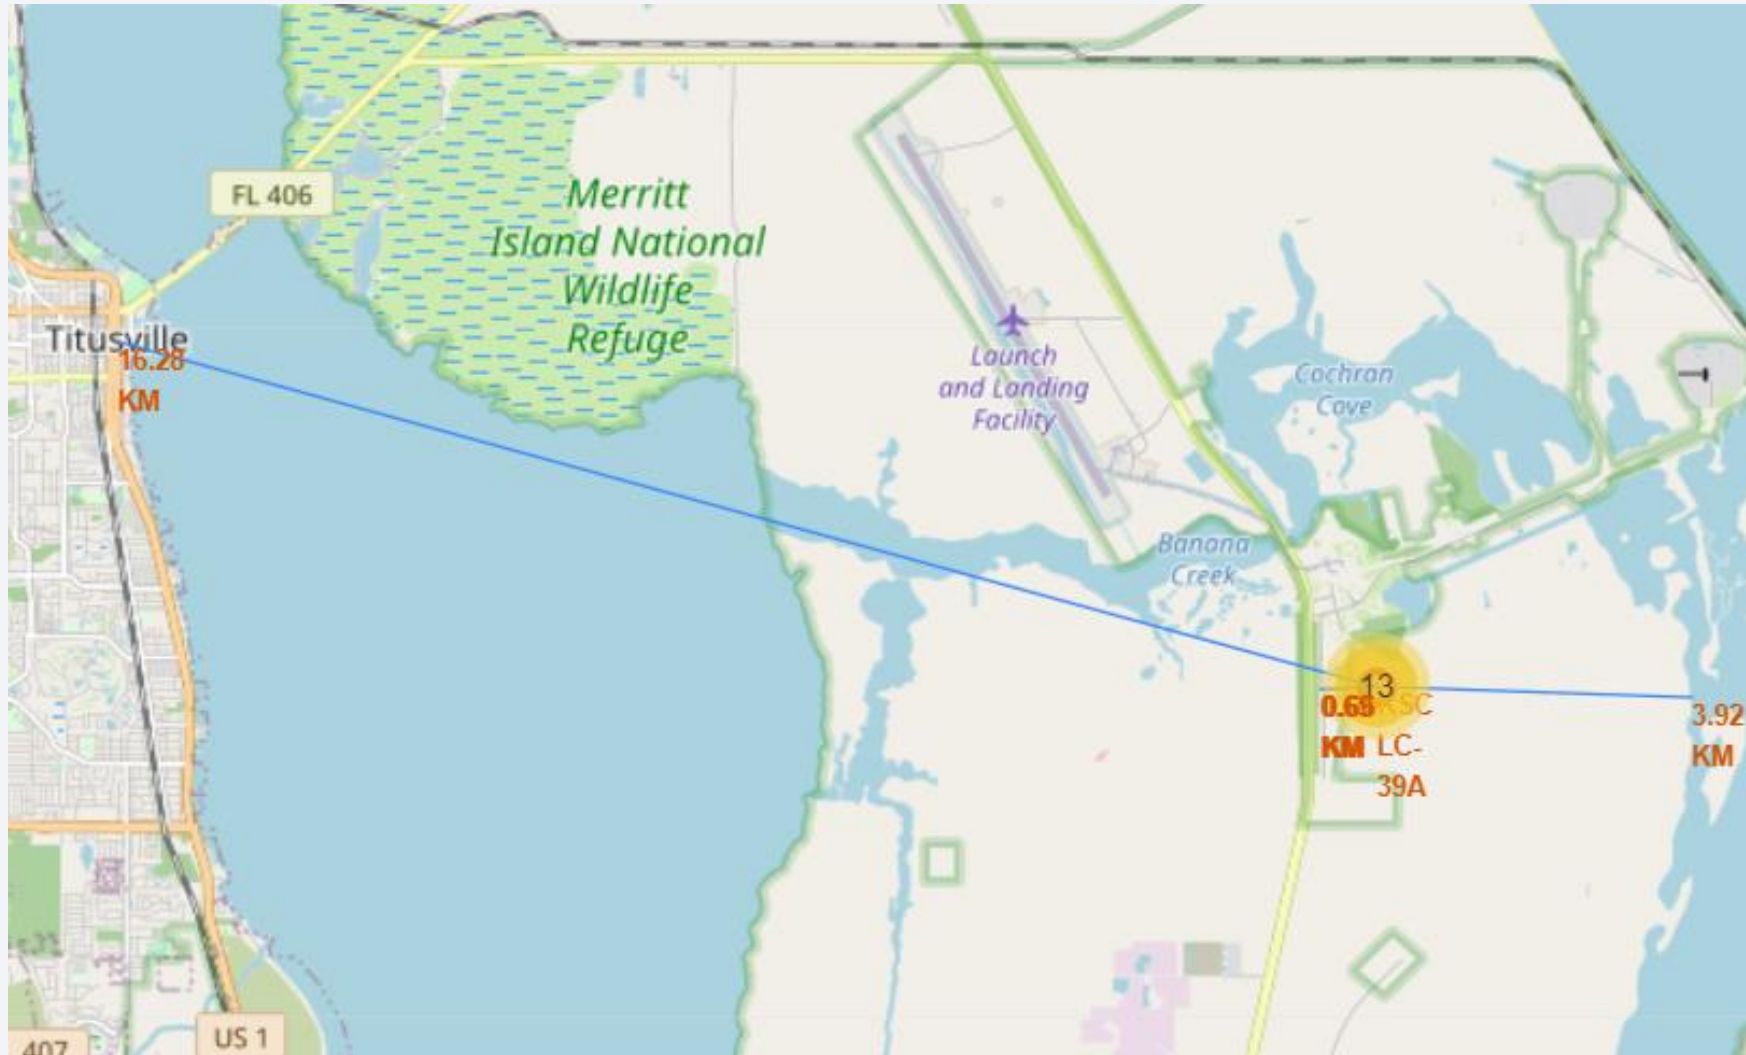 FL 406
Merritt
Island National
Wildlife
Refuge
Titusville
16.28
KM
Launch
and Landing
Facility
Cochran
Cove
Banana
Creek
13
KSC
LC-
39A
KM
3.92
KM
US 1
407